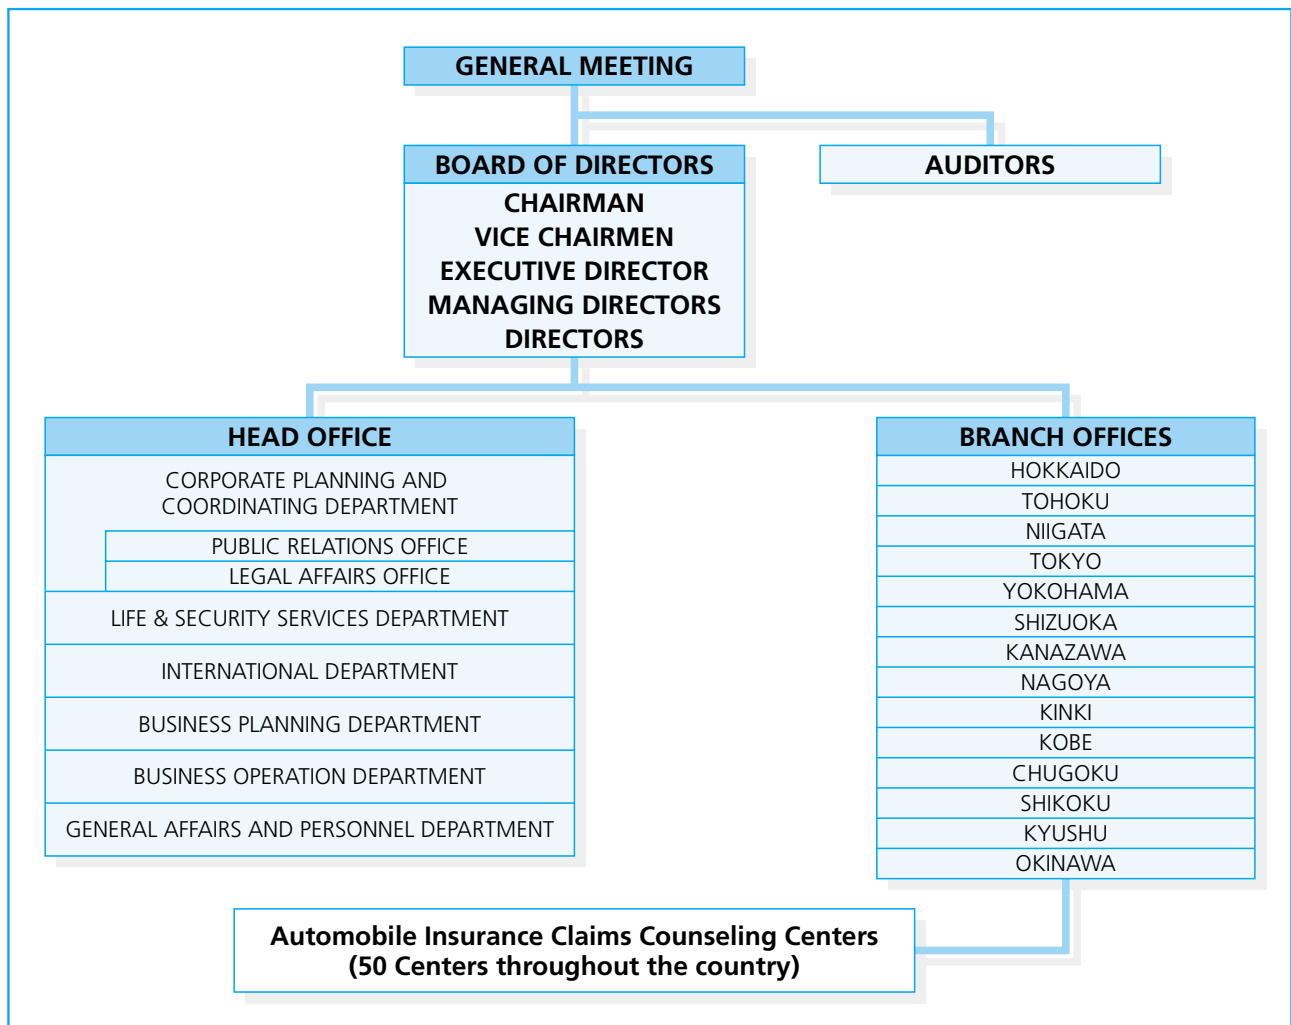 GENERAL MEETING
BOARD OF DIRECTORS
CHAIRMAN
VICE CHAIRMEN
EXECUTIVE DIRECTOR
MANAGING DIRECTORS
DIRECTORS
AUDITORS
HEAD OFFICE
CORPORATE PLANNING AND
COORDINATING DEPARTMENT
PUBLIC RELATIONS OFFICE
LEGAL AFFAIRS OFFICE
LIFE & SECURITY SERVICES DEPARTMENT
INTERNATIONAL DEPARTMENT
BUSINESS PLANNING DEPARTMENT
BUSINESS OPERATION DEPARTMENT
GENERAL AFFAIRS AND PERSONNEL DEPARTMENT
BRANCH OFFICES
HOKKAIDO
TOHOKU
NIIGATA
TOKYO
YOKOHAMA
SHIZUOKA
KANAZAWA
NAGOYA
KINKI
KOBE
CHUGOKU
SHIKOKU
KYUSHU
OKINAWA
Automobile Insurance Claims Counseling Centers
(50 Centers throughout the country)